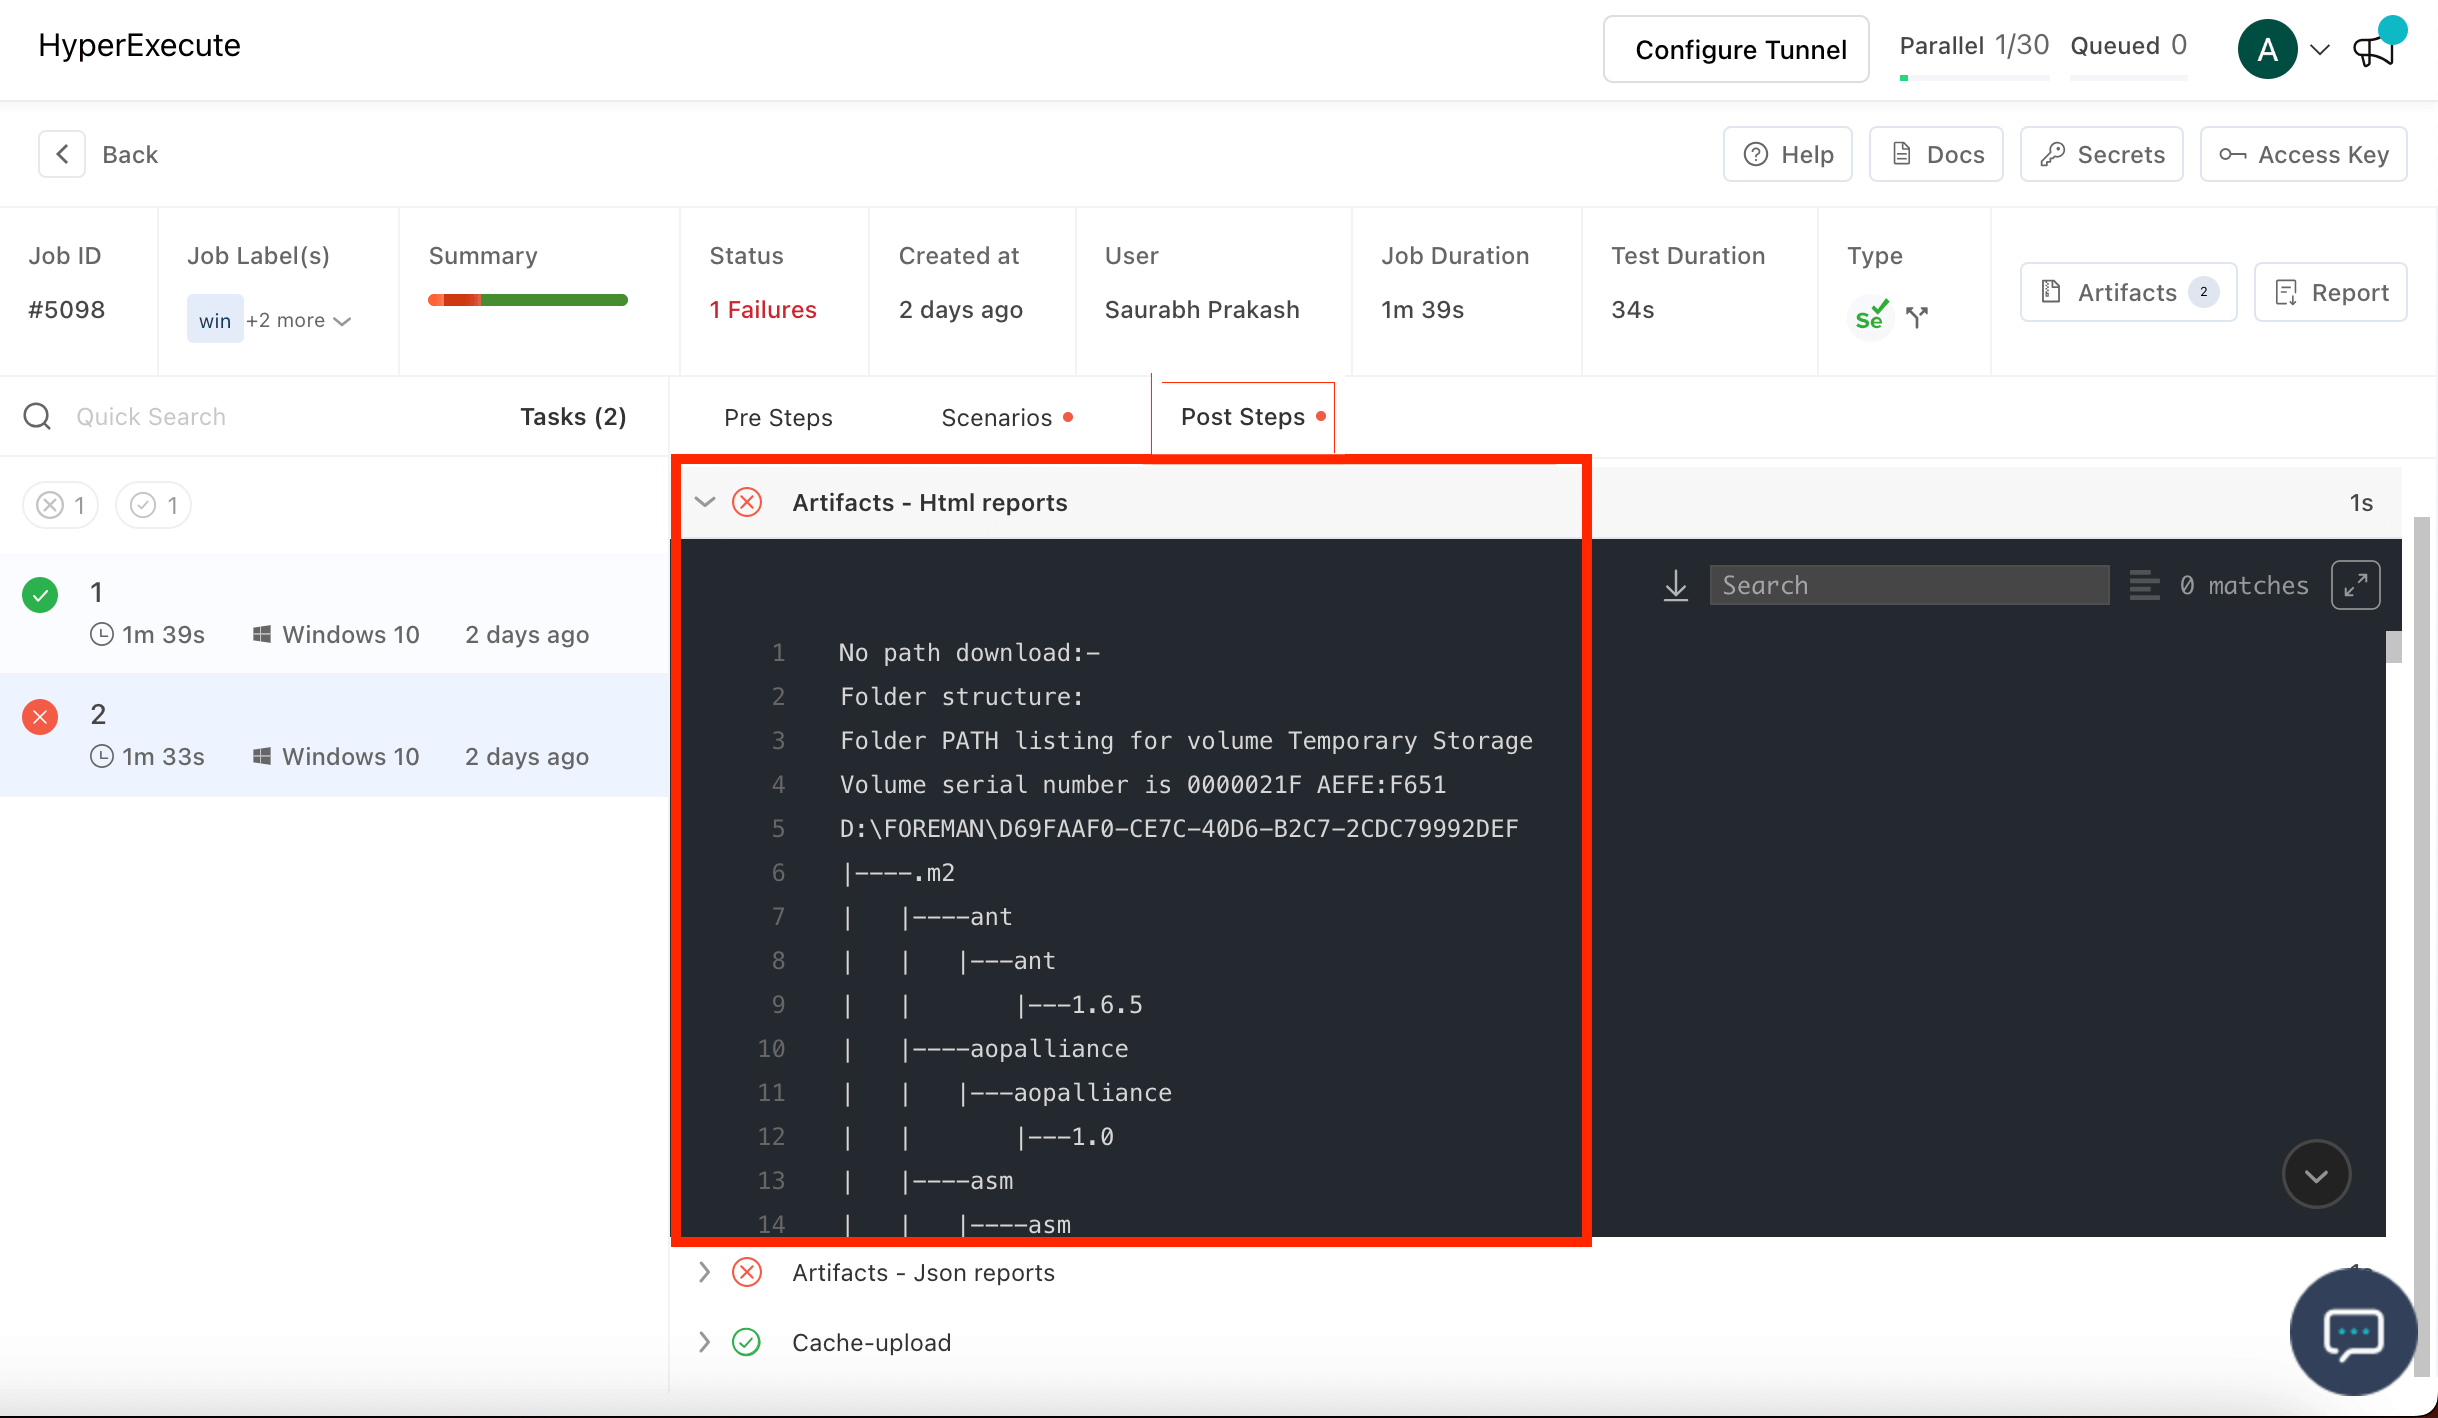 HyperExecute
Configure Tunnel
Parallel 1/30
Queued 0
A
Back
Help
Docs
Secrets
Access Key
Job ID
#5098
Job Label(s)
win +2 more
Summary
Status
1 Failures
Created at
2 days ago
User
Saurabh Prakash
Job Duration
1m 39s
Test Duration
34s
Type
Se
Artifacts 2
Report
Quick Search
Tasks (2)
Pre Steps
Scenarios
Post Steps
1
1
1
1m 39s Windows 10 2 days ago
2
1m 33s Windows 10 2 days ago
Artifacts - Html reports
1s
Search
0 matches
1 No path download:-
2 Folder structure:
3 Folder PATH listing for volume Temporary Storage
4 Volume serial number is 0000021F AEFE:F651
5 D:\FOREMAN\D69FAAF0-CE7C-40D6-B2C7-2CDC79992DEF
6 |----.m2
7 |   |----ant
8 |   |   |---ant
9 |   |       |---1.6.5
10 |   |----aopalliance
11 |   |   |---aopalliance
12 |   |       |---1.0
13 |   |----asm
14 |   |   |----asm
Artifacts - Json reports
Cache-upload